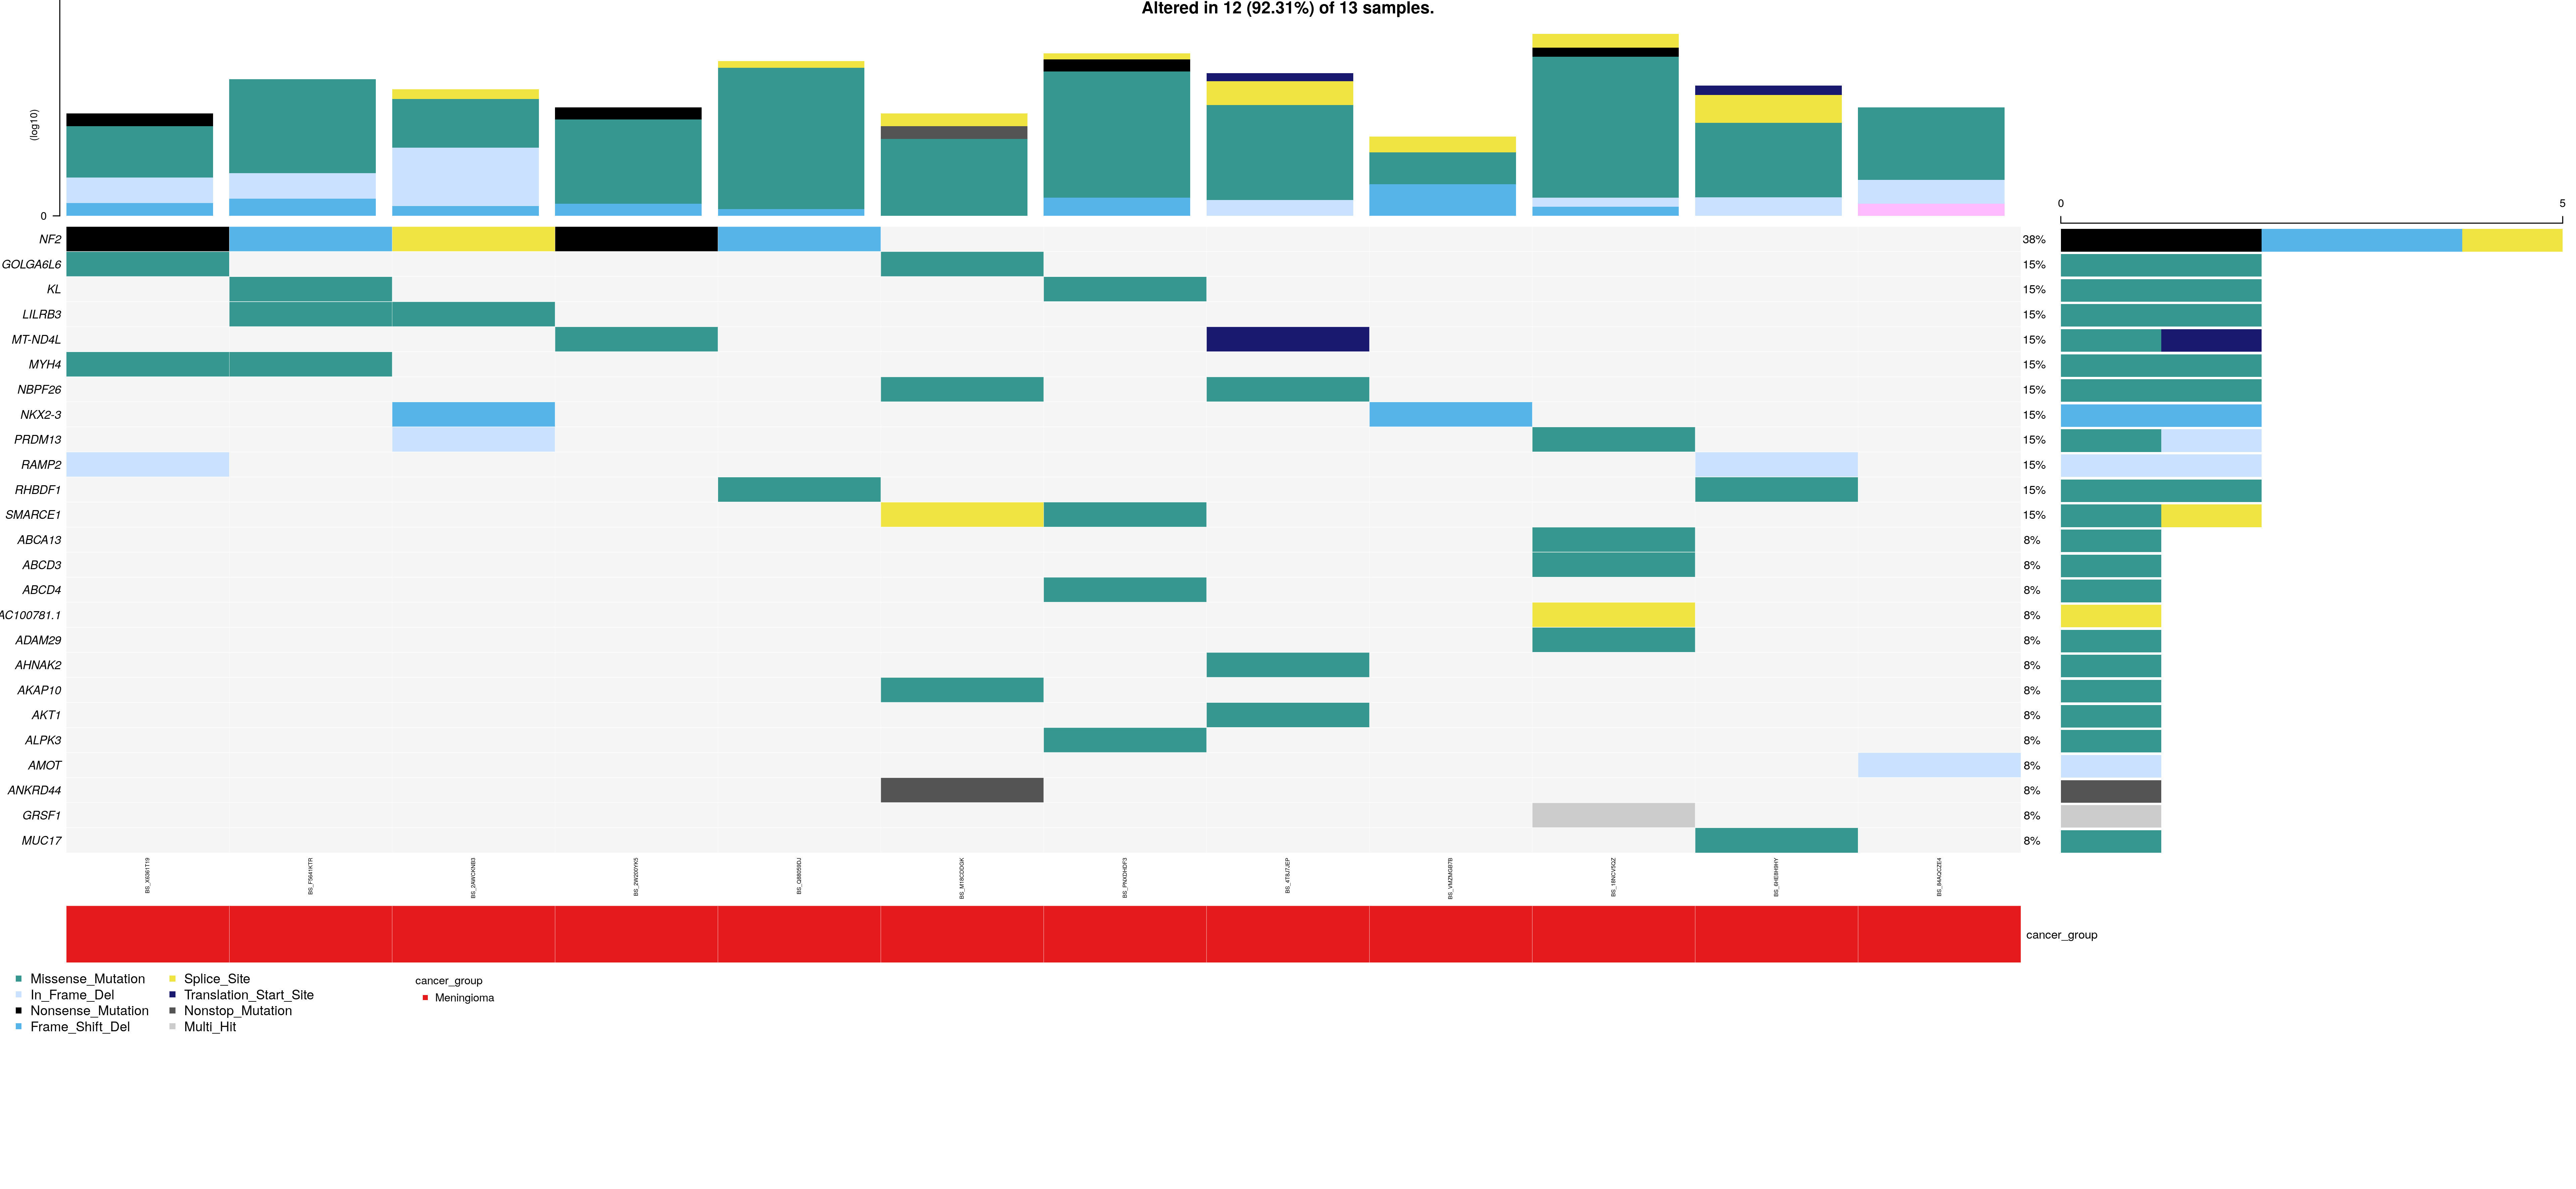 Altered in 12 (92.31%) of 13 samples.
(log10)
0
0 5
NF2 38%
GOLGA6L6 15%
KL 15%
LILRB3 15%
MT-ND4L 15%
MYH4 15%
NBPF26 15%
NKX2-3 15%
PRDM13 15%
RAMP2 15%
RHBDF1 15%
SMARCE1 15%
ABCA13 8%
ABCD3 8%
ABCD4 8%
AC100781.1 8%
ADAM29 8%
AHNAK2 8%
AKAP10 8%
AKT1 8%
ALPK3 8%
AMOT 8%
ANKRD44 8%
GRSF1 8%
MUC17 8%
cancer_group
Missense_Mutation
In_Frame_Del
Nonsense_Mutation
Frame_Shift_Del
Splice_Site
Translation_Start_Site
Nonstop_Mutation
Multi_Hit
cancer_group
Meningioma